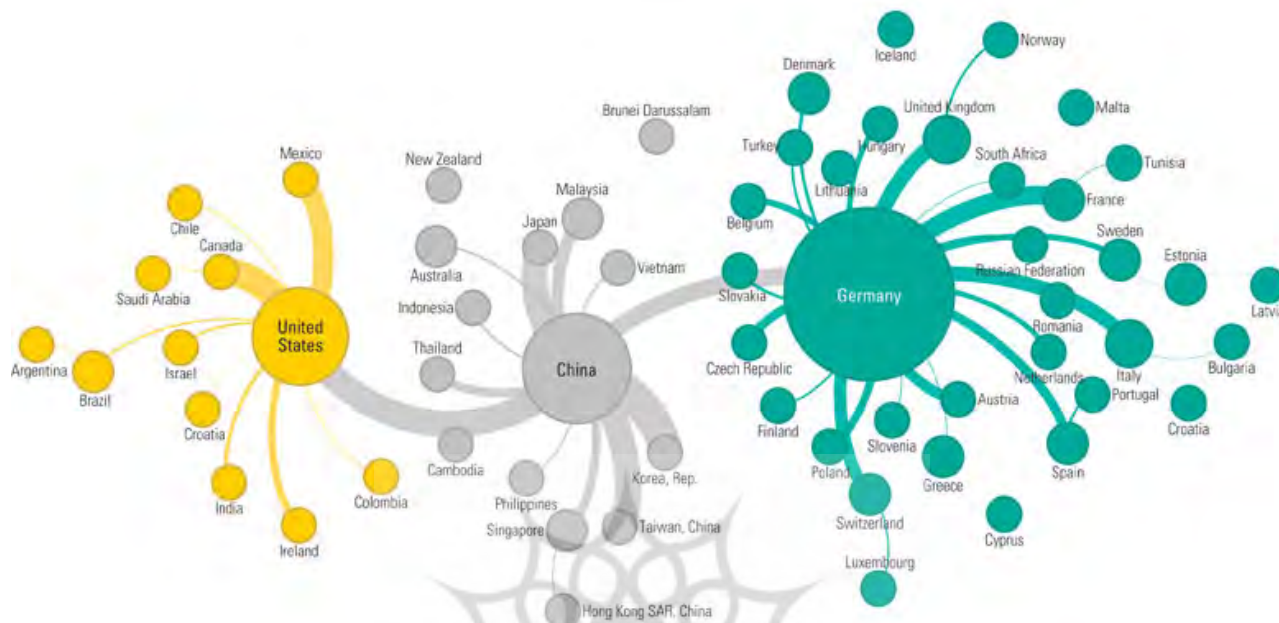 Iceland
Norway
Denmark
United Kingdom
Malta
Brunei Darussalam
Turkey
Hungary
South Africa
Tunisia
Mexico
New Zealand
Malaysia
Lithuania
France
Chile
Japan
Belgium
Sweden
Canada
Australia
Vietnam
Russian Federation
Estonia
Saudi Arabia
Indonesia
Slovakia
Germany
Romania
Latvi
United
States
Thailand
China
Czech Republic
Netherlands
Italy
Bulgaria
Argentina
Israel
Brazil
Austria
Portugal
Croatia
Finland
Slovenia
Croatia
Cambodia
Korea, Rep.
Poland
Greece
Spain
India
Colombia
Philippines
Singapore
Taiwan, China
Switzerland
Cyprus
Ireland
Luxembourg
Hong Kong SAR, China